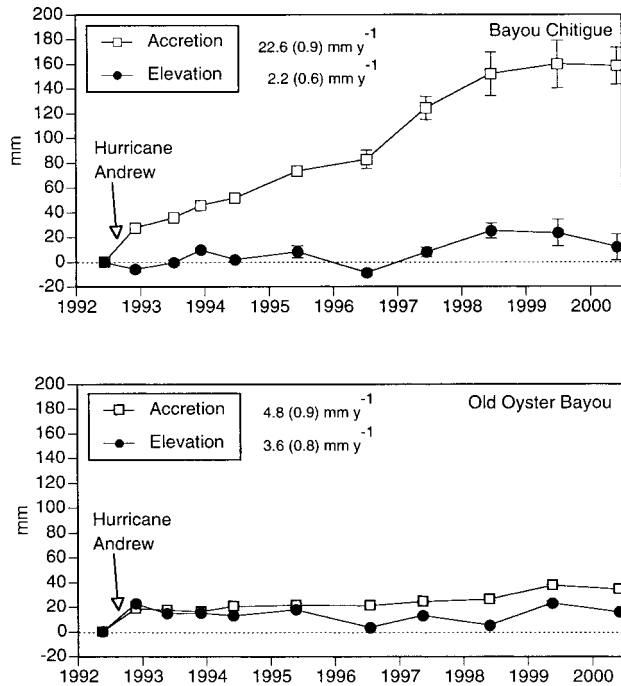 200
180
160
140
120
100
80
60
40
20
0
-20
mm
Accretion 22.6 (0.9) mm y-1
Elevation 2.2 (0.6) mm y-1
Bayou Chitigue
Hurricane
Andrew
1992 1993 1994 1995 1996 1997 1998 1999 2000
200
180
160
140
120
100
80
60
40
20
0
-20
mm
Accretion 4.8 (0.9) mm y-1
Elevation 3.6 (0.8) mm y-1
Old Oyster Bayou
Hurricane
Andrew
1992 1993 1994 1995 1996 1997 1998 1999 2000